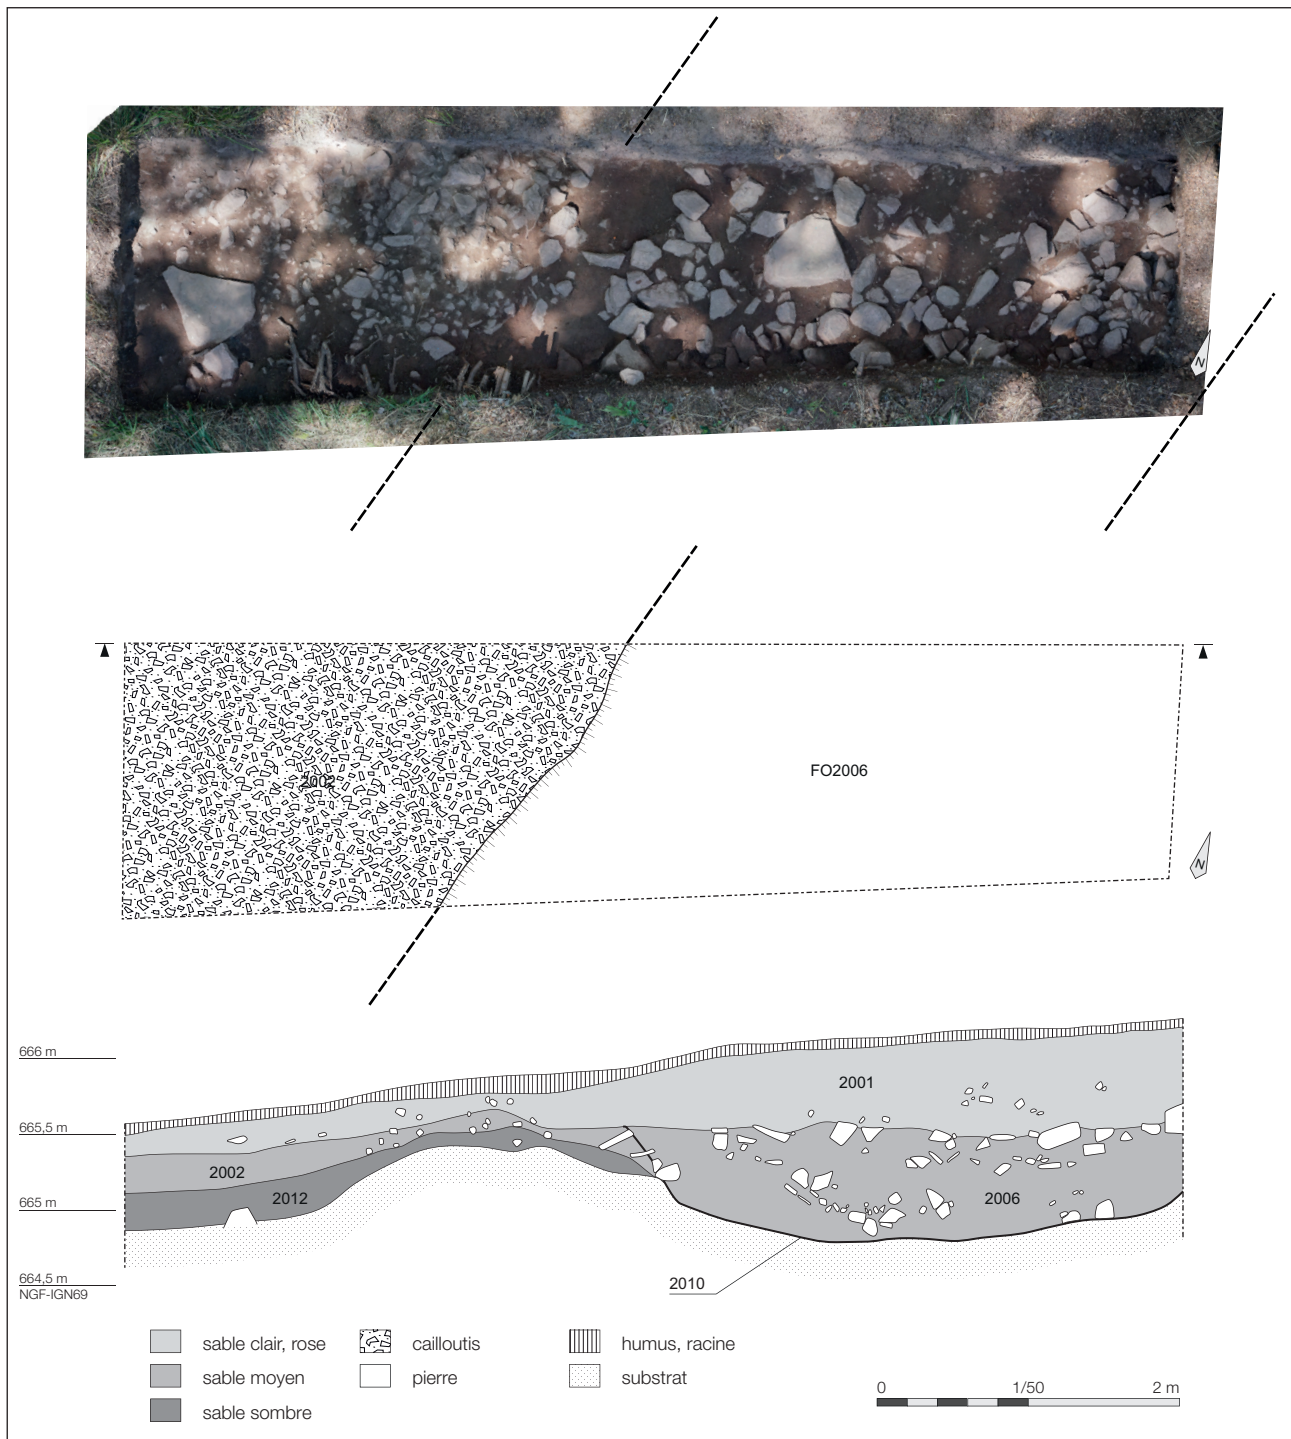 N
2002
FO2006
N
666 m
2001
665,5 m
2002
2012
2006
665 m
2010
664,5 m
NGF-IGN69
sable clair, rose
cailloutis
humus, racine
sable moyen
pierre
substrat
sable sombre
0 1/50 2 m